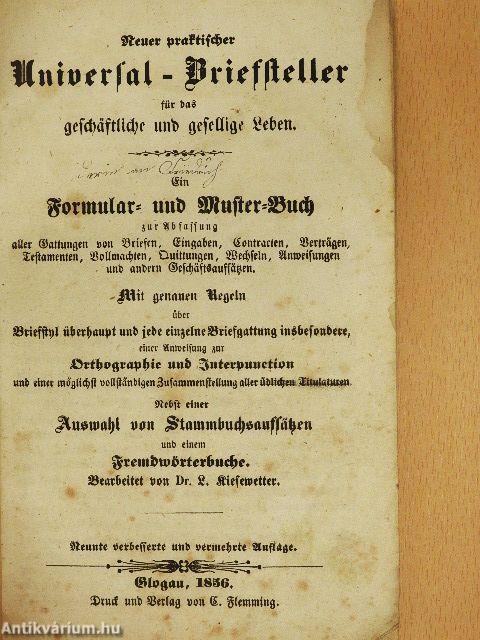 Neuer praktischer
Universal-Briefsteller
für das
geschäftliche und gesellige Leben.
Ein
Formular- und Muster-Buch
zur Abfassung
aller Gattungen von Briefen, Eingaben, Contracten, Verträgen,
Testamenten, Vollmachten, Quittungen, Wechseln, Anweisungen
und andern Geschäftsaufsätzen.
Mit genauen Regeln
über
Briefstyl überhaupt und jede einzelne Briefgattung insbesondere,
einer Anweisung zur
Orthographie und Interpunction
und einer möglichst vollständigen Zusammenstellung aller üdlichen Titulaturen.
Nebst einer
Auswahl von Stammbuchsaufsätzen
und einem
Fremdwörterbuche.
Bearbeitet von Dr. L. Kiesewetter.
Neunte verbesserte und vermehrte Auflage.
Glogau, 1856.
Druck und Verlag von C. Flemming.
Antikvárium.hu